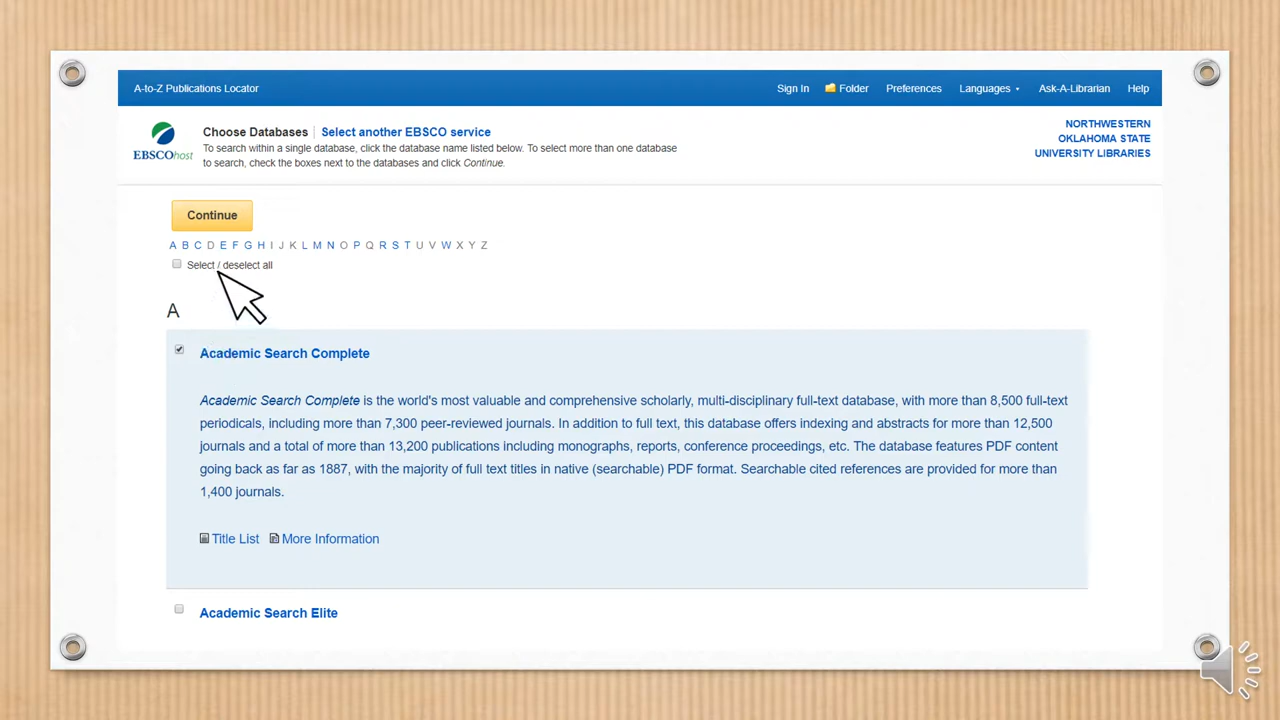 A-to-Z Publications Locator
Sign In Folder Preferences Languages Ask-A-Librarian Help
EBSCOhost
Choose Databases Select another EBSCO service
To search within a single database, click the database name listed below. To select more than one database
to search, check the boxes next to the databases and click Continue.
NORTHWESTERN
OKLAHOMA STATE
UNIVERSITY LIBRARIES
Continue
A B C D E F G H I J K L M N O P Q R S T U V W X Y Z
Select / deselect all
A
Academic Search Complete
Academic Search Complete is the world's most valuable and comprehensive scholarly, multi-disciplinary full-text database, with more than 8,500 full-text
periodicals, including more than 7,300 peer-reviewed journals. In addition to full text, this database offers indexing and abstracts for more than 12,500
journals and a total of more than 13,200 publications including monographs, reports, conference proceedings, etc. The database features PDF content
going back as far as 1887, with the majority of full text titles in native (searchable) PDF format. Searchable cited references are provided for more than
1,400 journals.
Title List More Information
Academic Search Elite